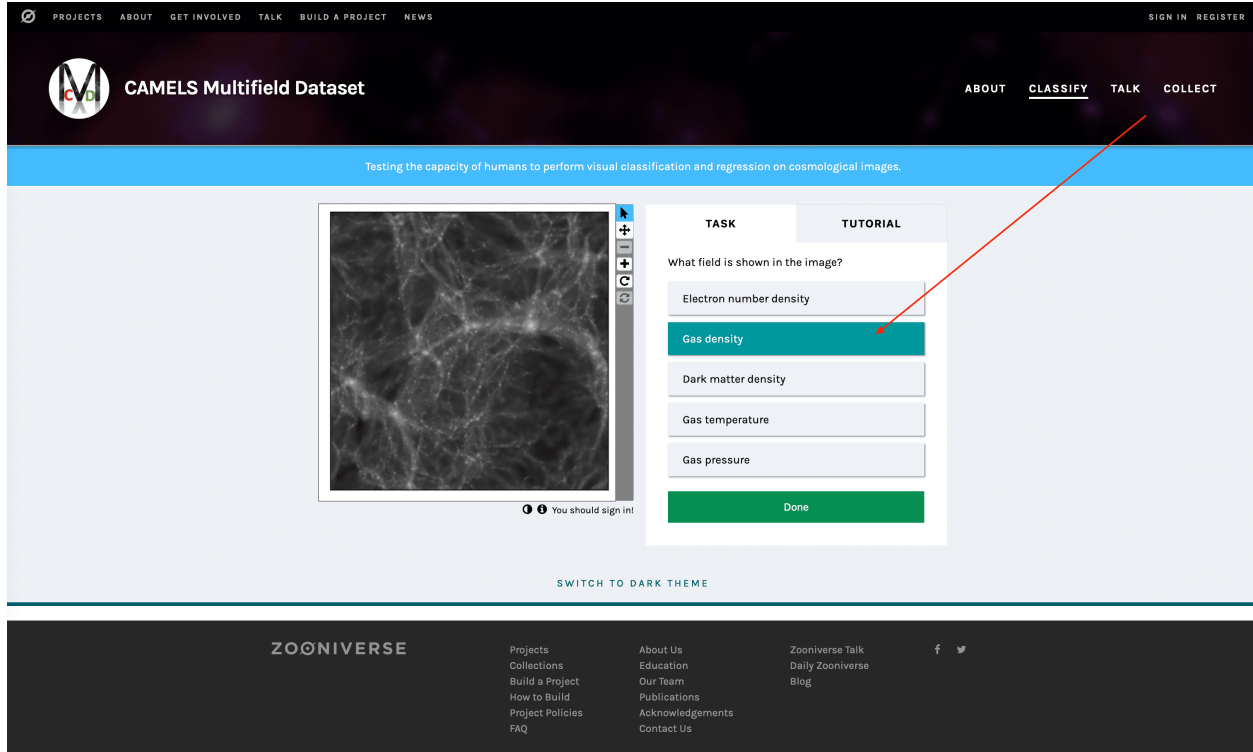 PROJECTS ABOUT GET INVOLVED TALK BUILD A PROJECT NEWS SIGN IN REGISTER
CMD CAMELS Multifield Dataset ABOUT CLASSIFY TALK COLLECT
Testing the capacity of humans to perform visual classification and regression on cosmological images.
TASK TUTORIAL
What field is shown in the image?
Electron number density
Gas density
Dark matter density
Gas temperature
Gas pressure
Done
You should sign in!
SWITCH TO DARK THEME
ZOONIVERSE
Projects
Collections
Build a Project
How to Build
Project Policies
FAQ
About Us
Education
Our Team
Publications
Acknowledgements
Contact Us
Zooniverse Talk
Daily Zooniverse
Blog